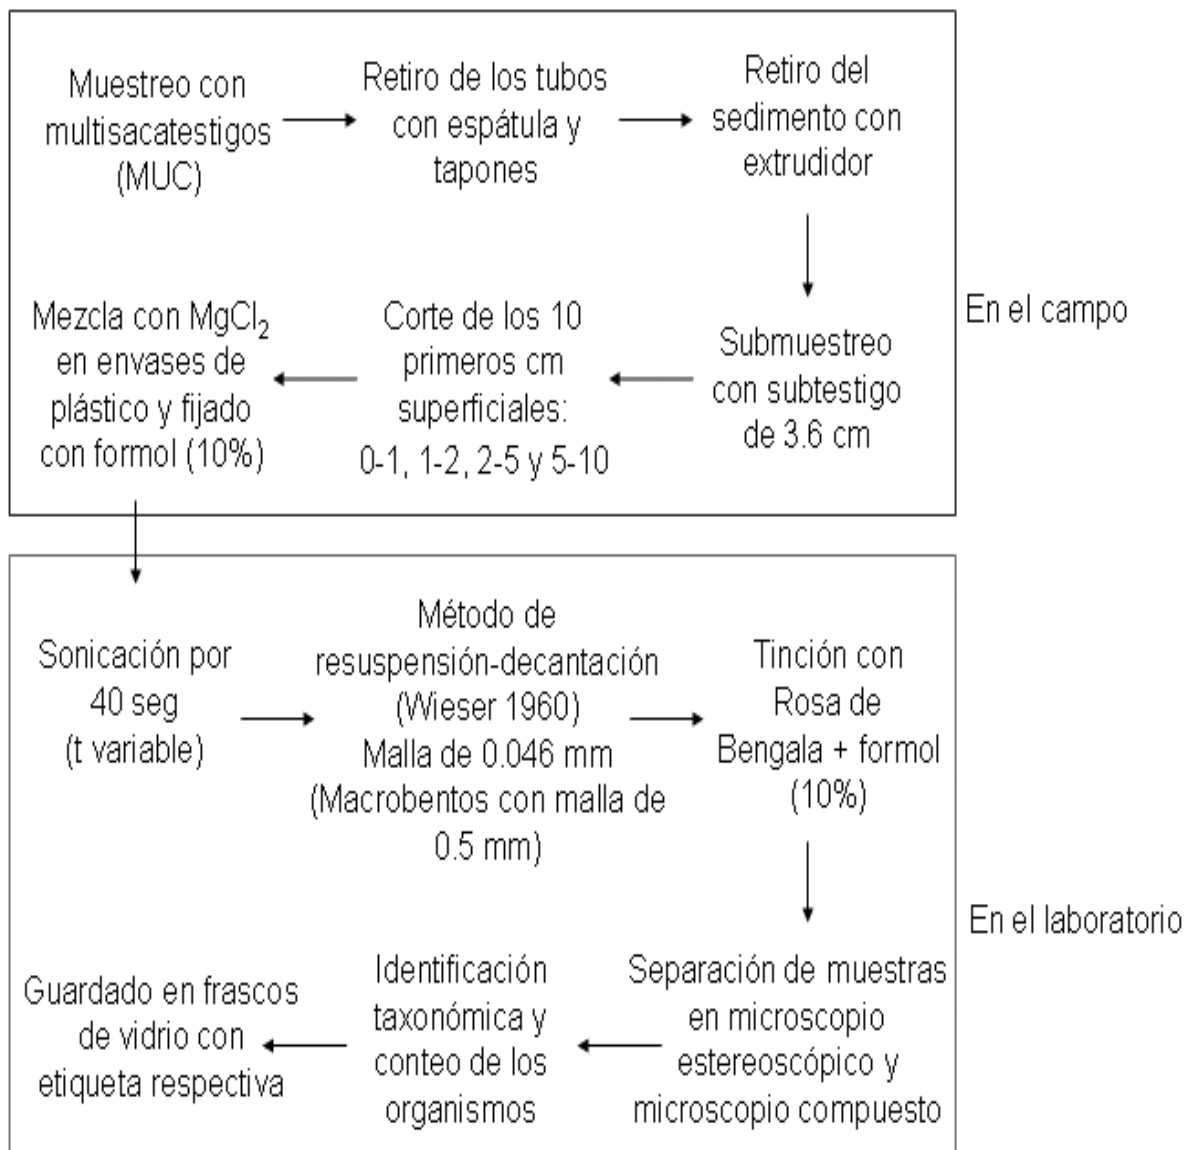 Muestreo con
multisacatestigos
(MUC)
Retiro de los tubos
con espátula y
tapones
Retiro del
sedimento con
extrudidor
Submuestreo
con subtestigo
de 3.6 cm
Corte de los 10
primeros cm
superficiales:
0-1, 1-2, 2-5 y 5-10
Mezcla con MgCl₂
en envases de
plástico y fijado
con formol (10%)
En el campo
Sonicación por
40 seg
(t variable)
Método de
resuspensión-decantación
(Wieser 1960)
Malla de 0.046 mm
(Macrobentos con malla de
0.5 mm)
Tinción con
Rosa de
Bengala + formol
(10%)
Separación de muestras
en microscopio
estereoscópico y
microscopio compuesto
Identificación
taxonómica y
conteo de los
organismos
Guardado en frascos
de vidrio con
etiqueta respectiva
En el laboratorio